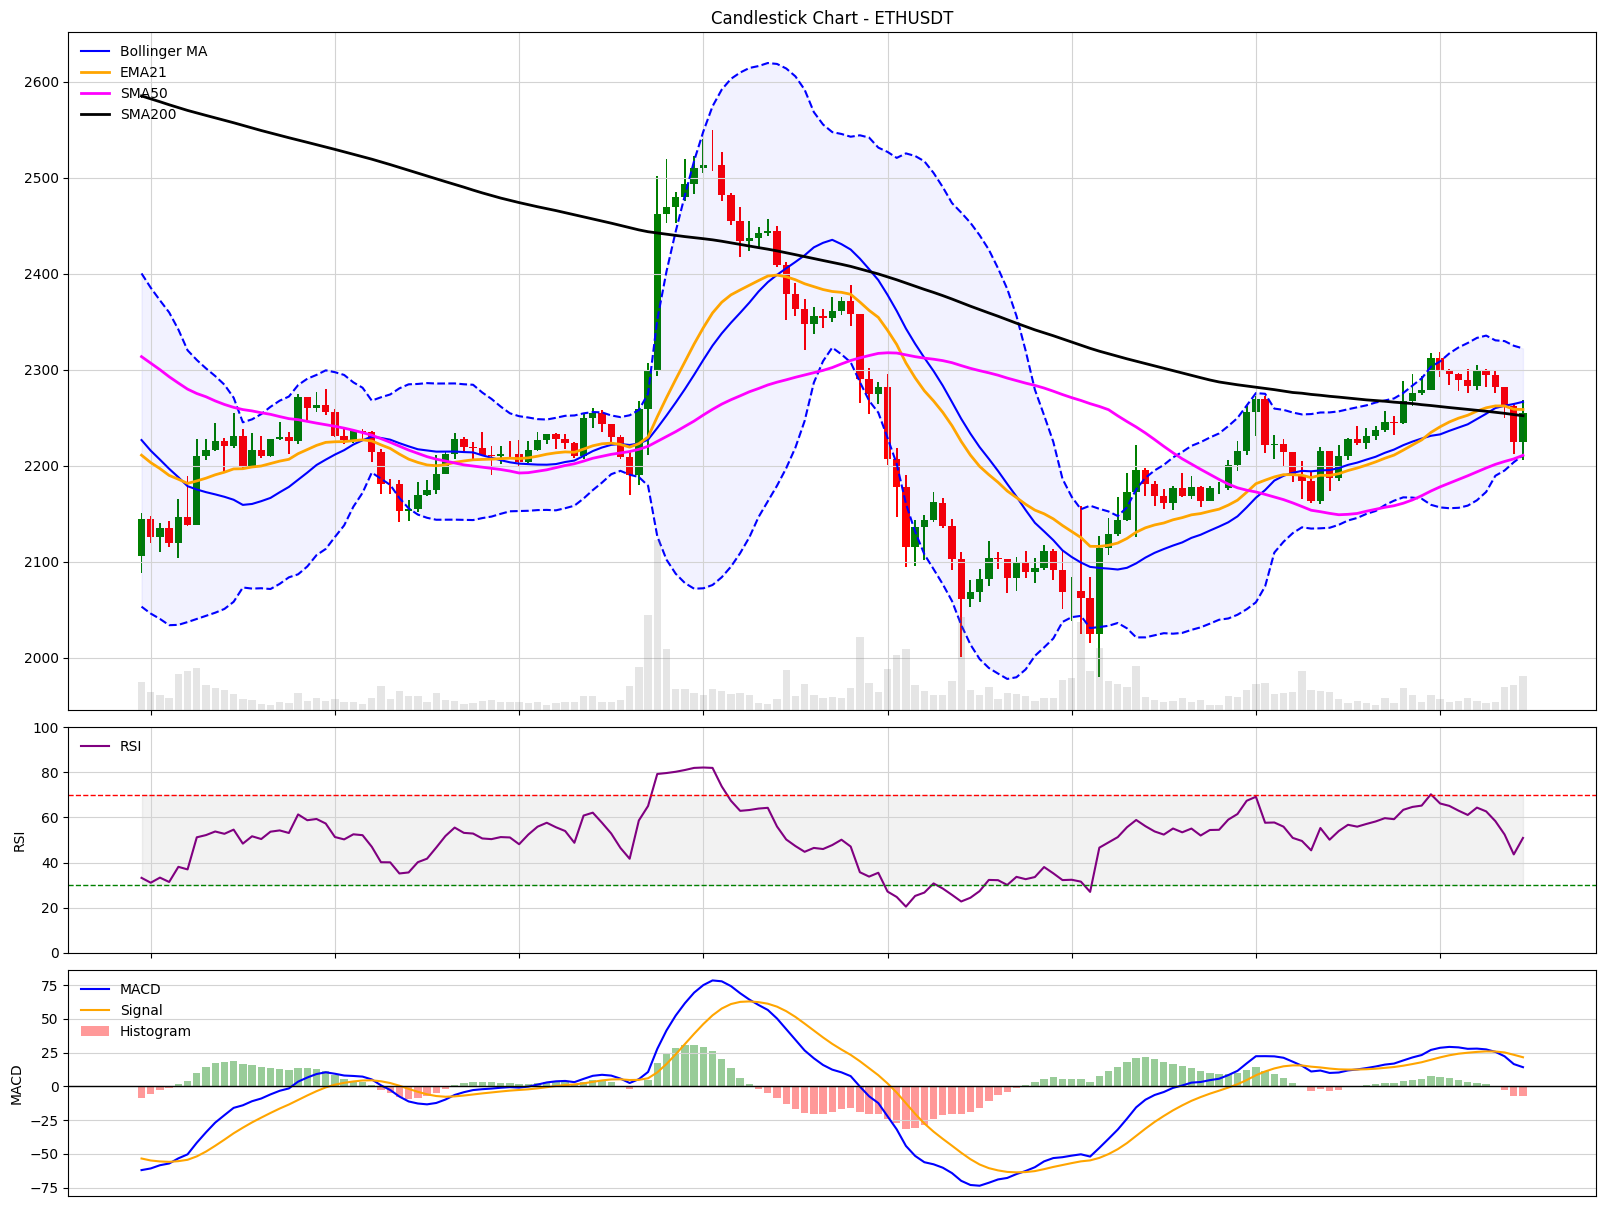 Candlestick Chart - ETHUSDT
Bollinger MA
EMA21
SMA50
SMA200
2600
2500
2400
2300
2200
2100
2000
RSI
100
80
60
40
20
0
RSI
MACD
Signal
Histogram
75
50
25
0
−25
−50
−75
MACD